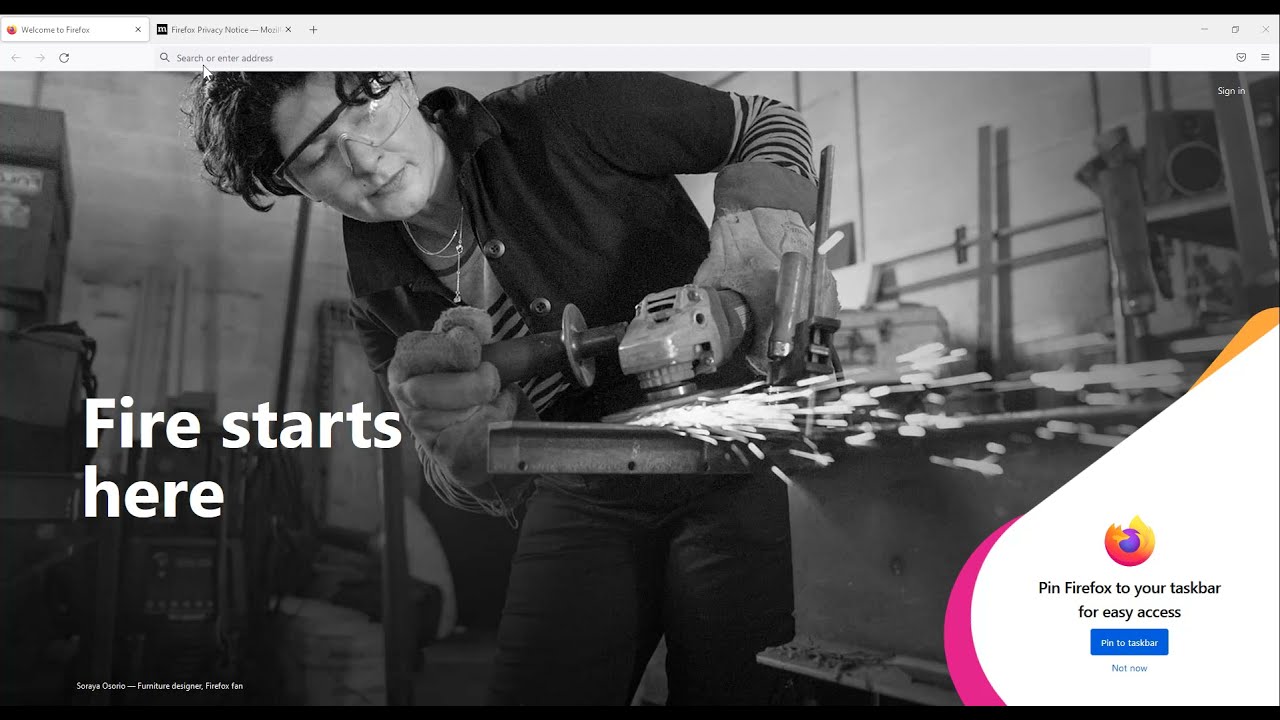 Welcome to Firefox
m
Firefox Privacy Notice — Mozil
Search or enter address
Sign in
Fire starts
here
Pin Firefox to your taskbar
for easy access
Pin to taskbar
Not now
Soraya Osorio — Furniture designer, Firefox fan